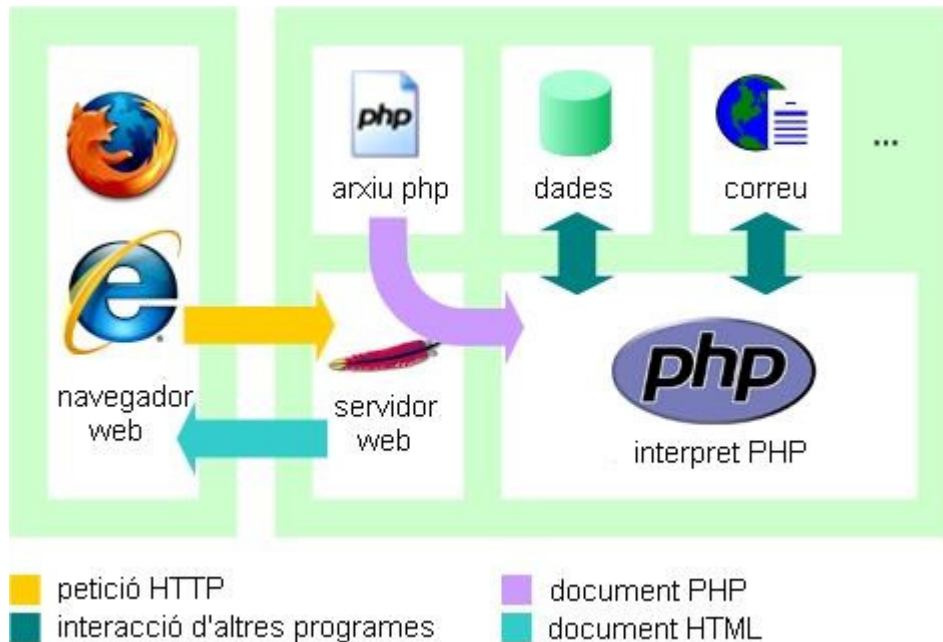 php
arxiu php
dades
correu
...
navegador
web
servidor
web
php
interpret PHP
petició HTTP
interacció d'altres programes
document PHP
document HTML